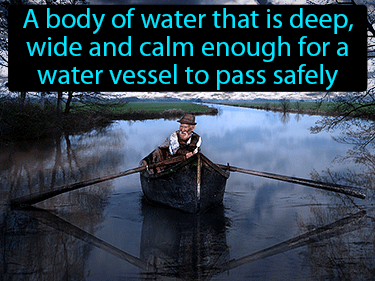 A body of water that is deep,
wide and calm enough for a
water vessel to pass safely